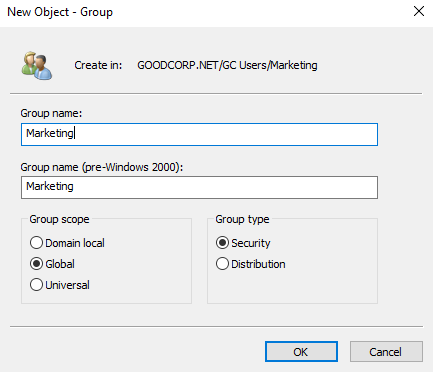 New Object - Group
Create in: GOODCORP.NET/GC Users/Marketing
Group name:
Marketing
Group name (pre-Windows 2000):
Marketing
Group scope
Domain local
Global
Universal
Group type
Security
Distribution
OK Cancel